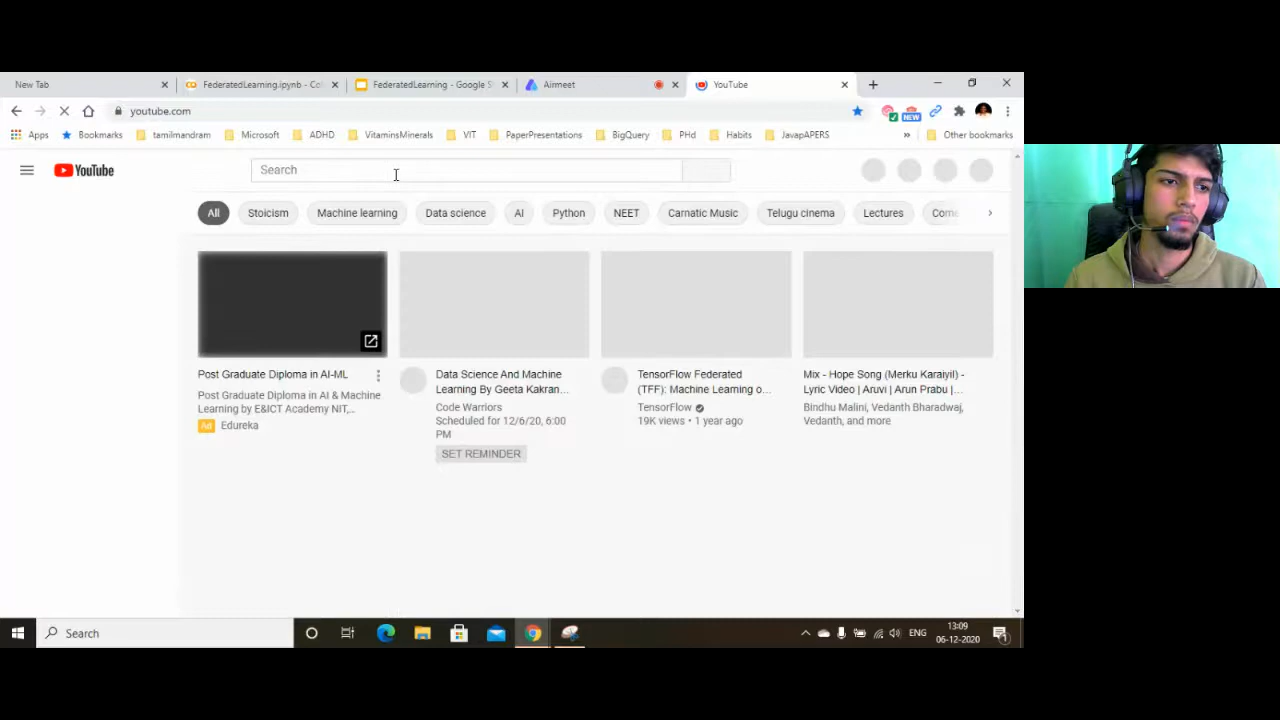 New Tab
FederatedLearning.ipynb - Co
FederatedLearning - Google S
Airmeet
YouTube
youtube.com
Apps
Bookmarks
tamilmandram
Microsoft
ADHD
VitaminsMinerals
VIT
PaperPresentations
BigQuery
PHd
Habits
JavapAPERS
»
Other bookmarks
NEW
YouTube
Search
All
Stoicism
Machine learning
Data science
AI
Python
NEET
Carnatic Music
Telugu cinema
Lectures
Come
Post Graduate Diploma in AI-ML
Post Graduate Diploma in AI & Machine
Learning by E&ICT Academy NIT,...
Ad Edureka
Data Science And Machine
Learning By Geeta Kakran...
Code Warriors
Scheduled for 12/6/20, 6:00
PM
SET REMINDER
TensorFlow Federated
(TFF): Machine Learning o...
TensorFlow
19K views • 1 year ago
Mix - Hope Song (Merku Karaiyil) -
Lyric Video | Aruvi | Arun Prabu |...
Bindhu Malini, Vedanth Bharadwaj,
Vedanth, and more
Search
ENG
13:09
06-12-2020
1